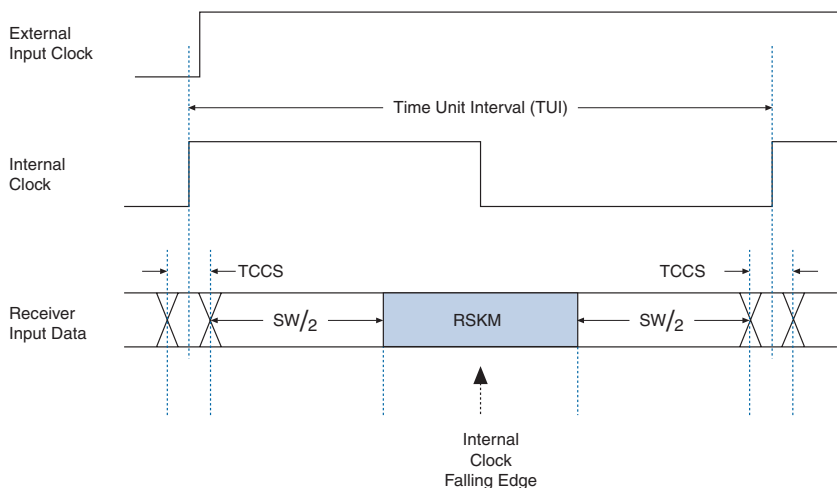 External
Input Clock
Time Unit Interval (TUI)
Internal
Clock
TCCS
TCCS
Receiver
Input Data
SW/2
RSKM
SW/2
Internal
Clock
Falling Edge